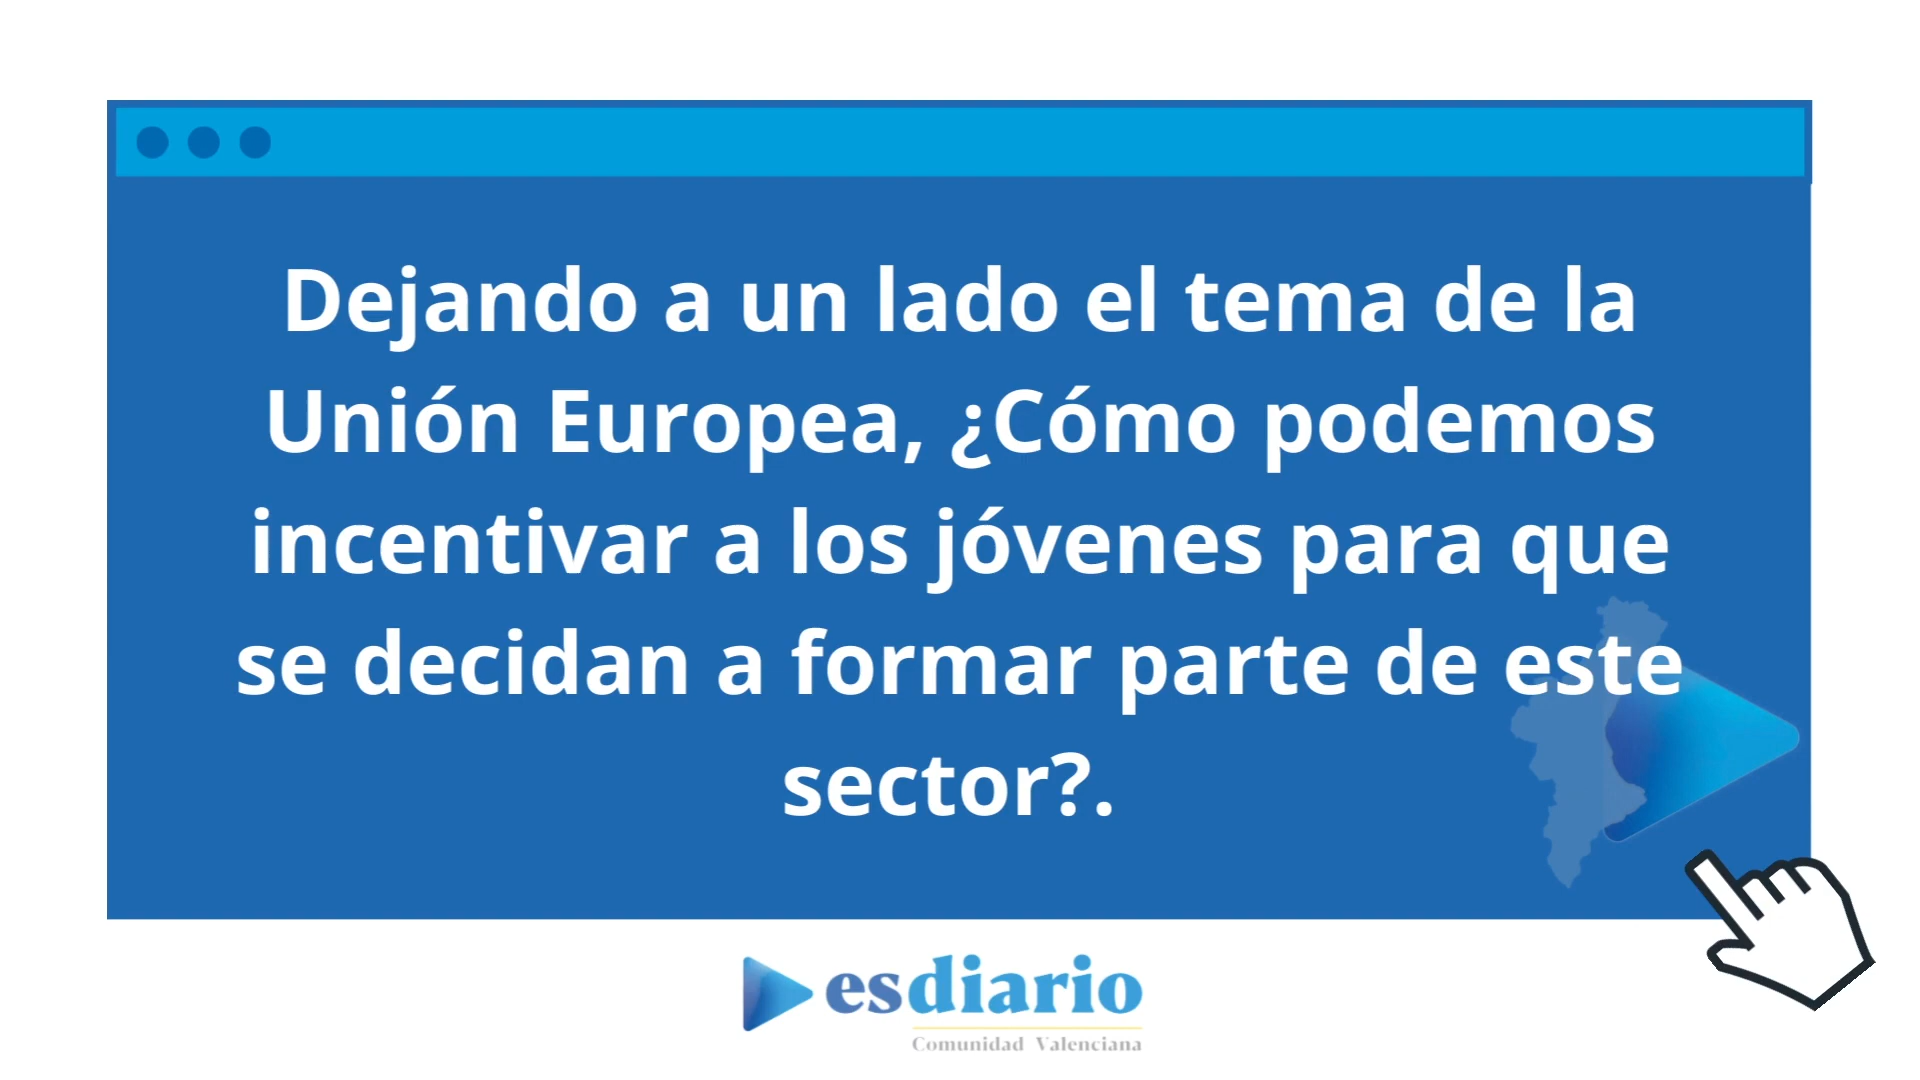 Dejando a un lado el tema de la
Unión Europea, ¿Cómo podemos
incentivar a los jóvenes para que
se decidan a formar parte de este
sector?.
esdiario
Comunidad Valenciana